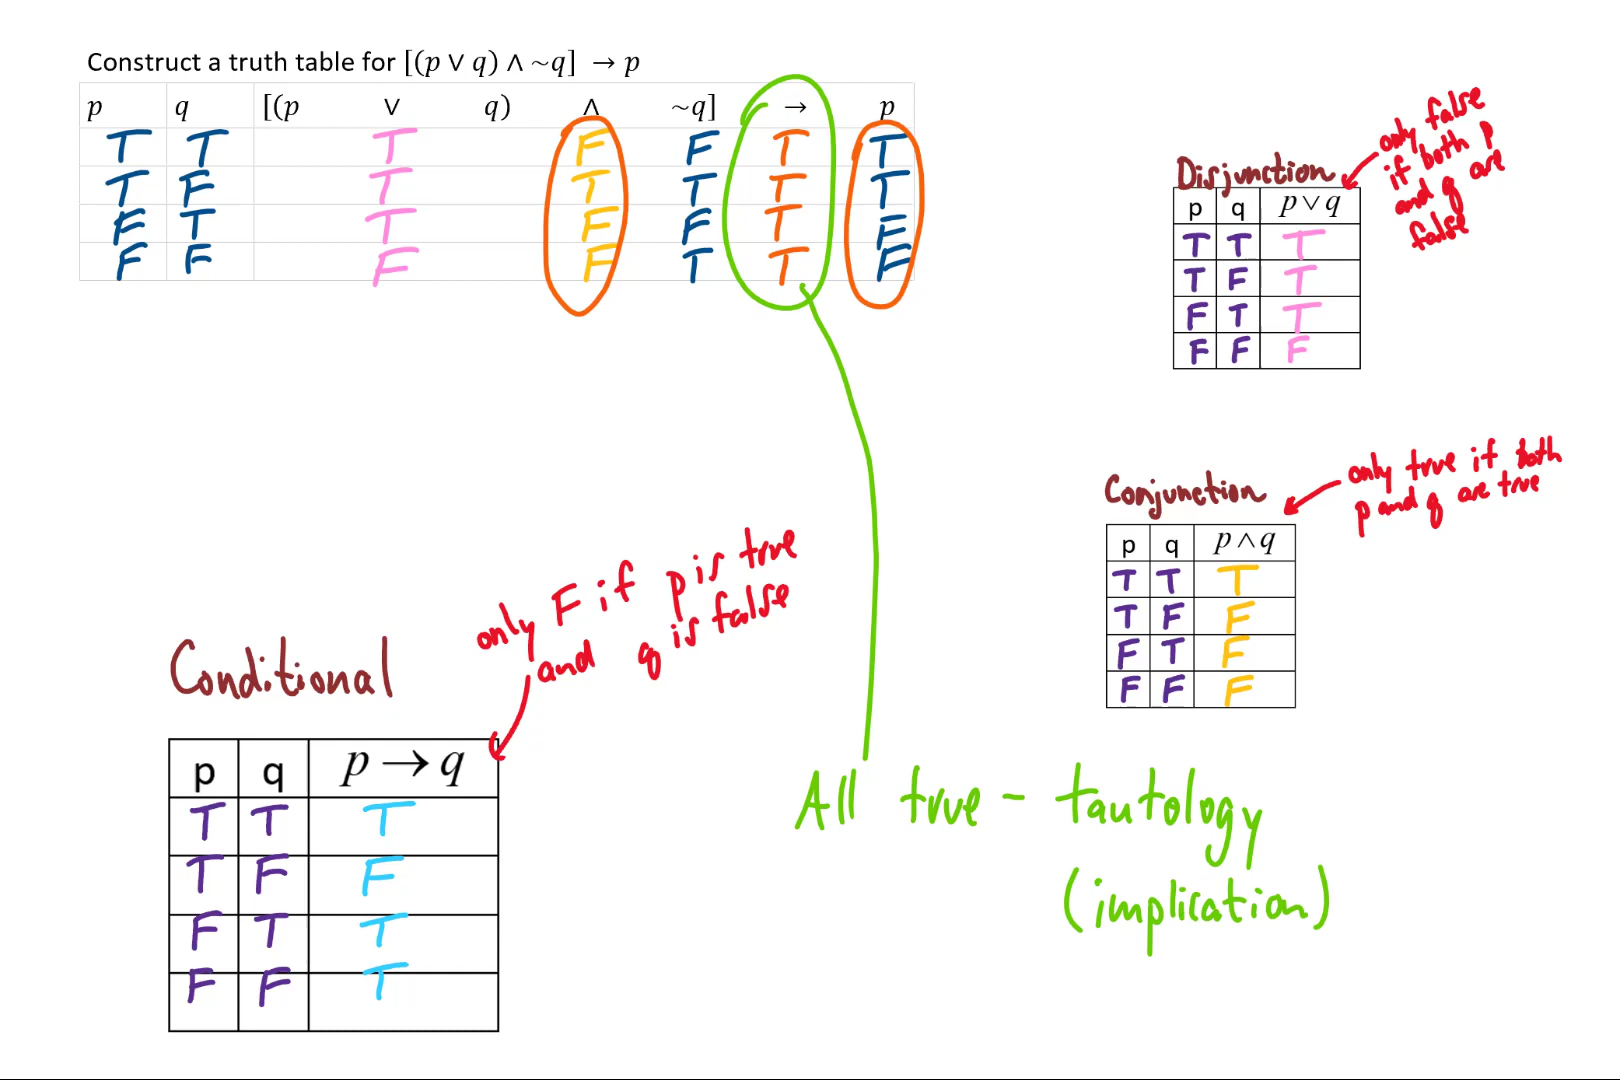 Construct a truth table for [(p ∨ q) ∧ ~q] → p
p q [(p ∨ q) ∧ ~q] → p
T T T F F T T
T F T T T T T
F T T F F T F
F F F F T T F
Disjunction
only false
if both p
and q are
false
p q p ∨ q
T T T
T F T
F T T
F F F
Conjunction
only true if both
p and q are true
p q p ∧ q
T T T
T F F
F T F
F F F
Conditional
only F if p is true
and q is false
p q p → q
T T T
T F F
F T T
F F T
All true - tautology
(implication)